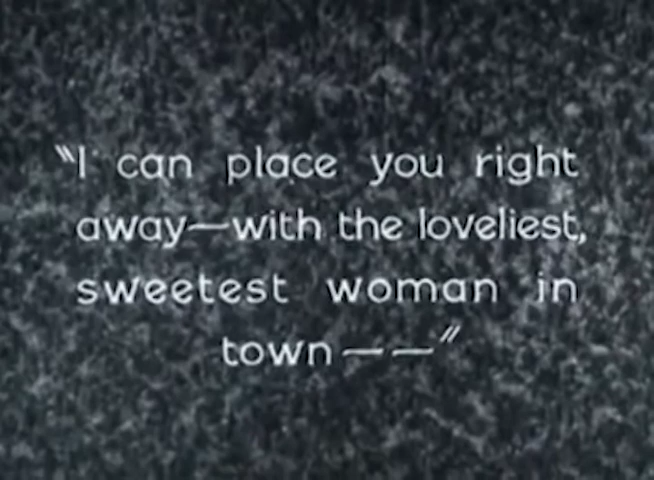 "I can place you right
away—with the loveliest,
sweetest woman in
town — —"